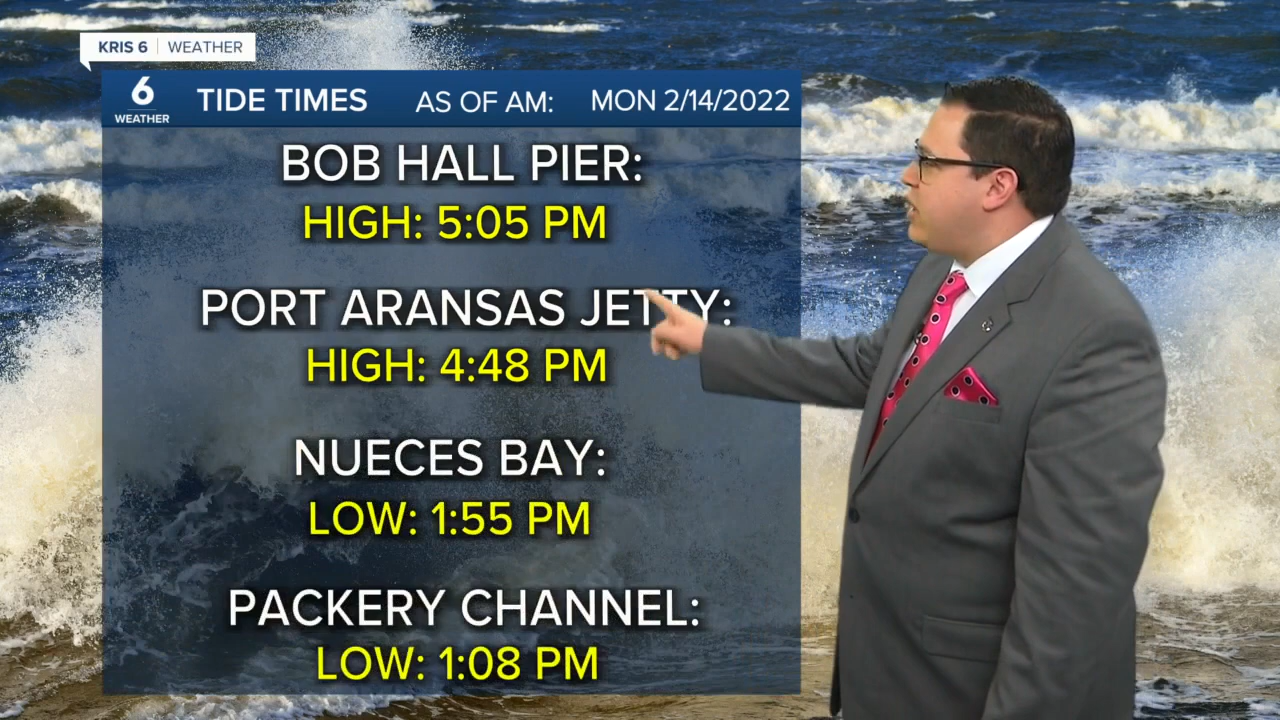 KRIS 6 | WEATHER
6
WEATHER
TIDE TIMES AS OF AM: MON 2/14/2022
BOB HALL PIER:
HIGH: 5:05 PM
PORT ARANSAS JETTY:
HIGH: 4:48 PM
NUECES BAY:
LOW: 1:55 PM
PACKERY CHANNEL:
LOW: 1:08 PM